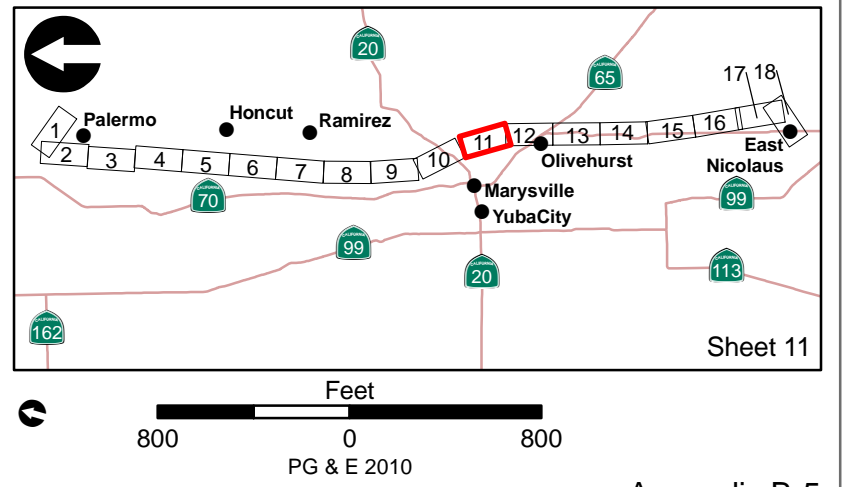 20
65
17 18
1
Palermo
Honcut
Ramirez
2
3
4
5
6
7
8
9
10
11
12
13
14
15
16
East
Nicolaus
Olivehurst
Marysville
YubaCity
CALIFORNIA
70
99
99
20
113
162
Sheet 11
Feet
800 0 800
PG & E 2010